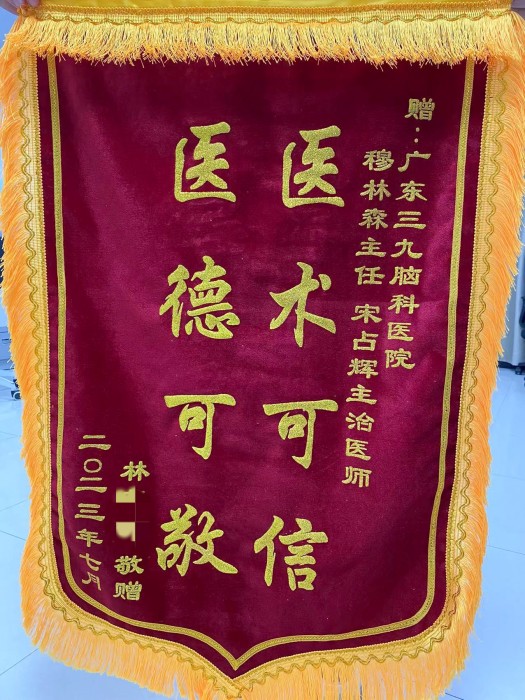 赠：广东三九脑科医院
穆林森主任 宋占辉主治医师
医术可信
医德可敬
林 敬赠
二〇二三年七月